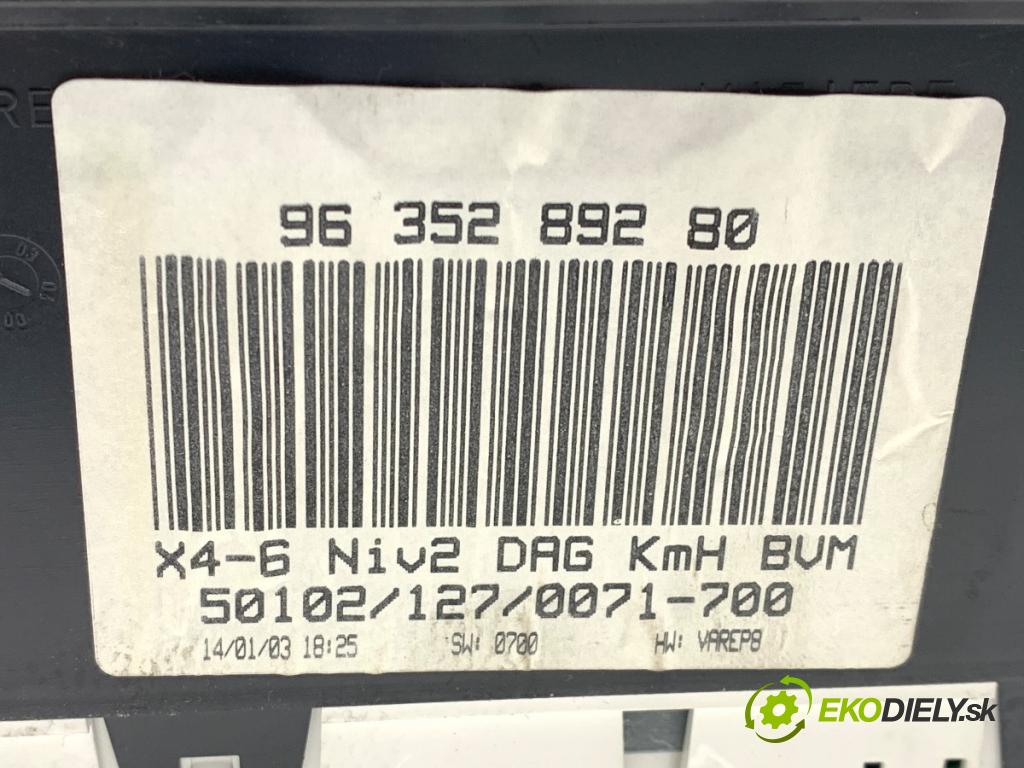 96 352 892 80
X4-6 Niv2 DAG KmH BVM
50102/127/0071-700
14/01/03 18:25 SW: 0700 HW: VAREP8
EKODIELY.sk